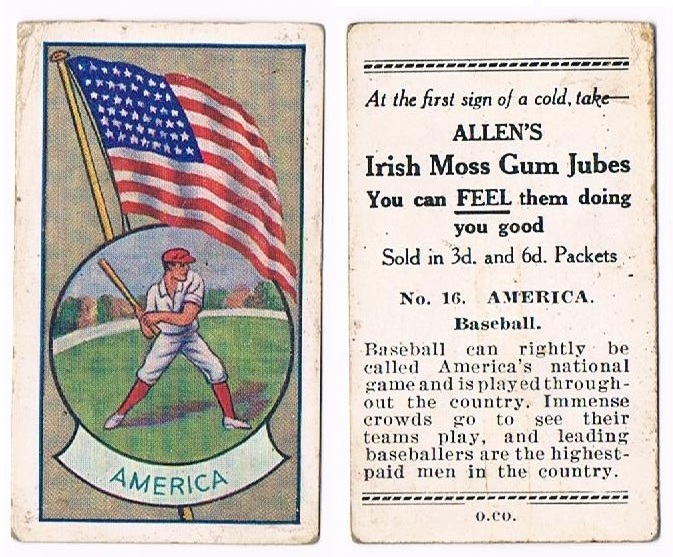 AMERICA
At the first sign of a cold, take—
ALLEN'S
Irish Moss Gum Jubes
You can FEEL them doing
you good
Sold in 3d. and 6d. Packets
No. 16. AMERICA.
Baseball.
Baseball can rightly be
called America's national
game and is played through-
out the country. Immense
crowds go to see their
teams play, and leading
baseballers are the highest-
paid men in the country.
O.CO.